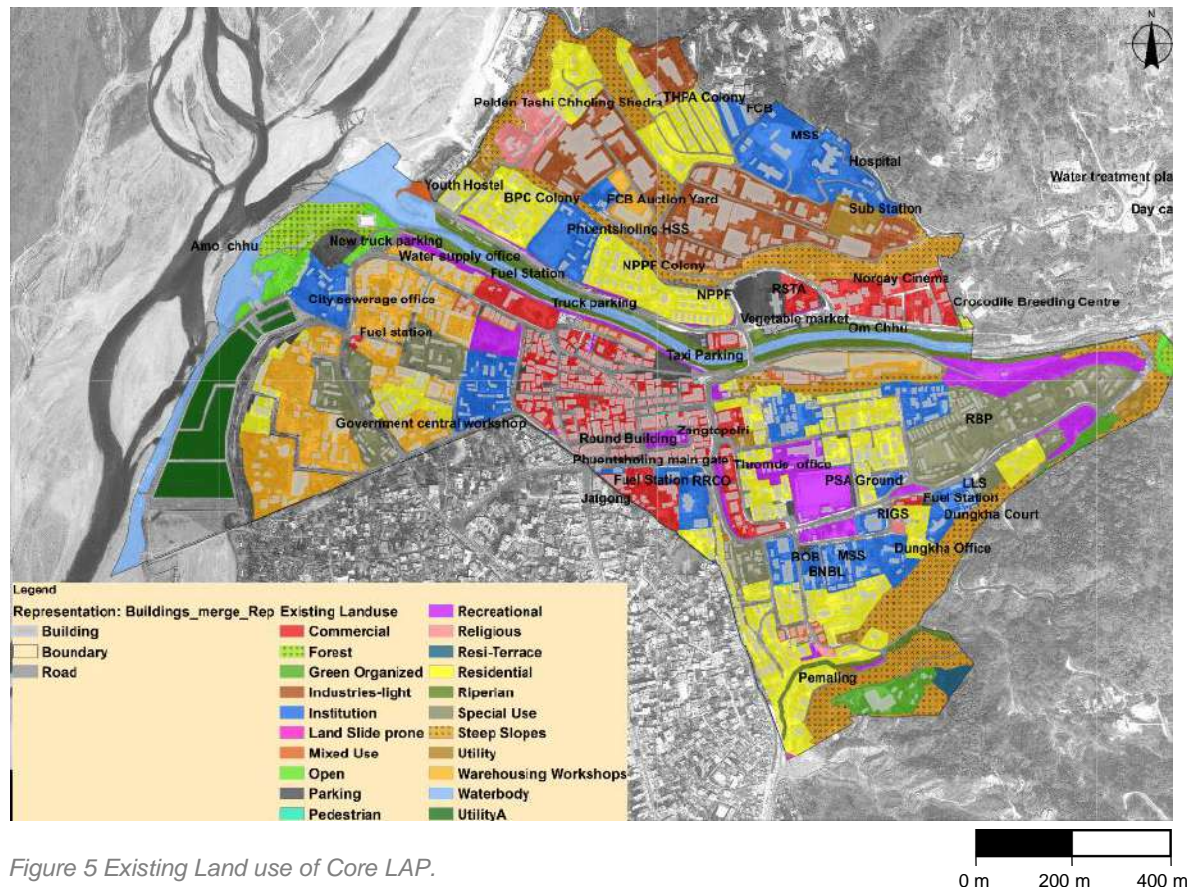 N
Pelden Tashi Chholing Shedra
THPA Colony
FCB
MSS
Hospital
Water treatment pla
Youth Hostel
BPC Colony
FCB Auction Yard
Sub Station
Day ca
Phuentsholing HSS
Amo chhu
New truck parking
Water supply office
Fuel Station
NPPF Colony
Norgay Cinema
City sewerage office
Truck parking
NPPF
RSTA
Crocodile Breeding Centre
Vegetable market
Om Chhu
Fuel station
Taxi Parking
Government central workshop
Round Building
Zangtopelri
RBP
Phuentsholing main gate
Thromde office
Jaigong
Fuel Station
RRCO
PSA Ground
LLS
Fuel Station
RIGS
Dungkha Court
BOB
MSS
Dungkha Office
BNBL
Pemaling
Legend
Representation: Buildings_merge_Rep
Building
Boundary
Road
Existing Landuse
Commercial
Forest
Green Organized
Industries-light
Institution
Land Slide prone
Mixed Use
Open
Parking
Pedestrian
Recreational
Religious
Resi-Terrace
Residential
Riperian
Special Use
Steep Slopes
Utility
Warehousing Workshops
Waterbody
UtilityA
Figure 5 Existing Land use of Core LAP.
0 m 200 m 400 m